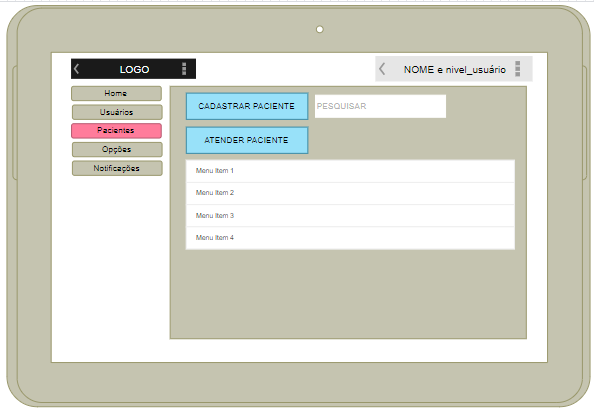 LOGO
NOME e nivel_usuário
Home
Usuários
Pacientes
Opções
Notificações
CADASTRAR PACIENTE
PESQUISAR
ATENDER PACIENTE
Menu Item 1
Menu Item 2
Menu Item 3
Menu Item 4